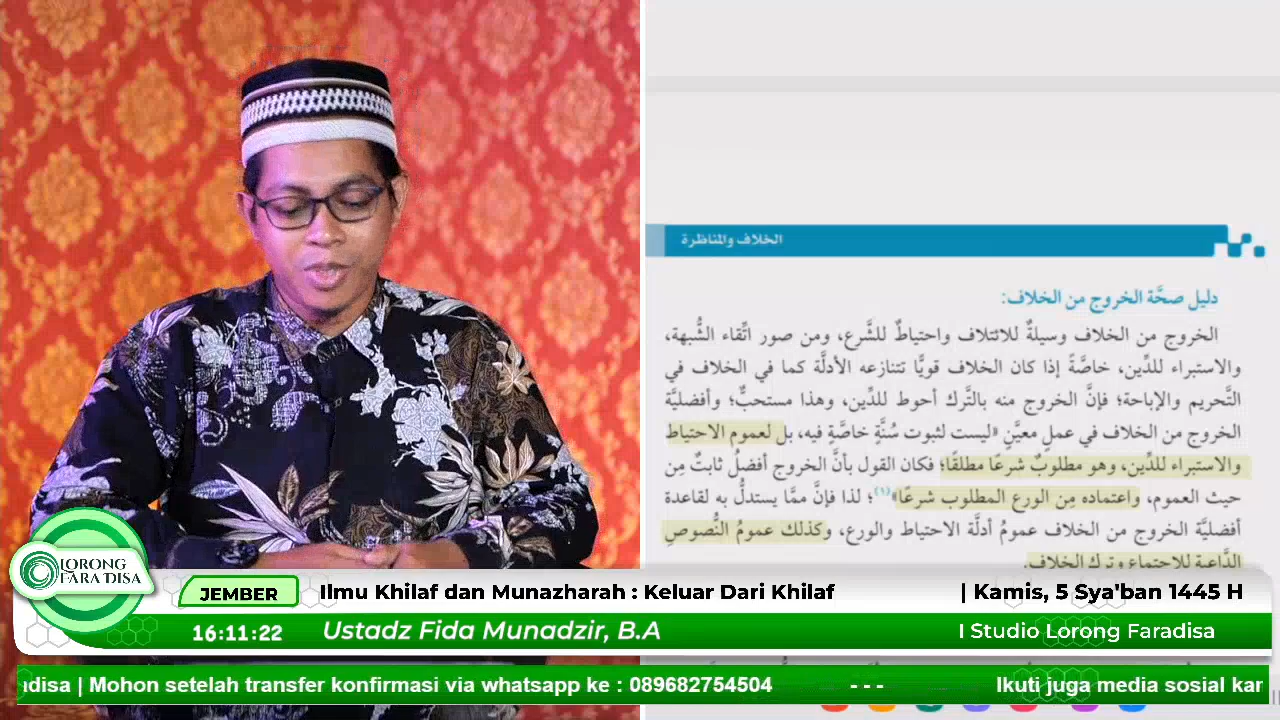 الخلاف والمناظرة
دليل صحَّة الخروج من الخلاف:
الخروج من الخلاف وسيلةٌ للائتلاف واحتياطٌ للشَّرع، ومن صور اتِّقاء الشُّبهة،
والاستبراء للدِّين، خاصَّةً إذا كان الخلاف قويًّا تتنازعه الأدلَّة كما في الخلاف في
التَّحريم والإباحة؛ فإنَّ الخروج منه بالتَّرك أحوط للدِّين، وهذا مستحبٌّ؛ وأفضليَّة
الخروج من الخلاف في عملٍ معيَّنٍ «ليست لثبوت سُنَّةٍ خاصَّةٍ فيه، بل لعموم الاحتياط
والاستبراء للدِّين، وهو مطلوبٌ شرعًا مطلقًا؛ فكان القول بأنَّ الخروج أفضلُ ثابتٌ مِن
حيث العموم، واعتماده مِن الورع المطلوب شرعًا»(١)؛ لذا فإنَّ ممَّا يستدلُّ به لقاعدة
أفضليَّة الخروج من الخلاف عمومُ أدلَّة الاحتياط والورع، وكذلك عمومُ النُّصوصِ
الدَّاعية للاجتماع وترك الخلاف.
LORONG
FARADISA
JEMBER
Ilmu Khilaf dan Munazharah : Keluar Dari Khilaf
| Kamis, 5 Sya'ban 1445 H
16:11:22
Ustadz Fida Munadzir, B.A
I Studio Lorong Faradisa
disa | Mohon setelah transfer konfirmasi via whatsapp ke : 089682754504 - - - Ikuti juga media sosial kar